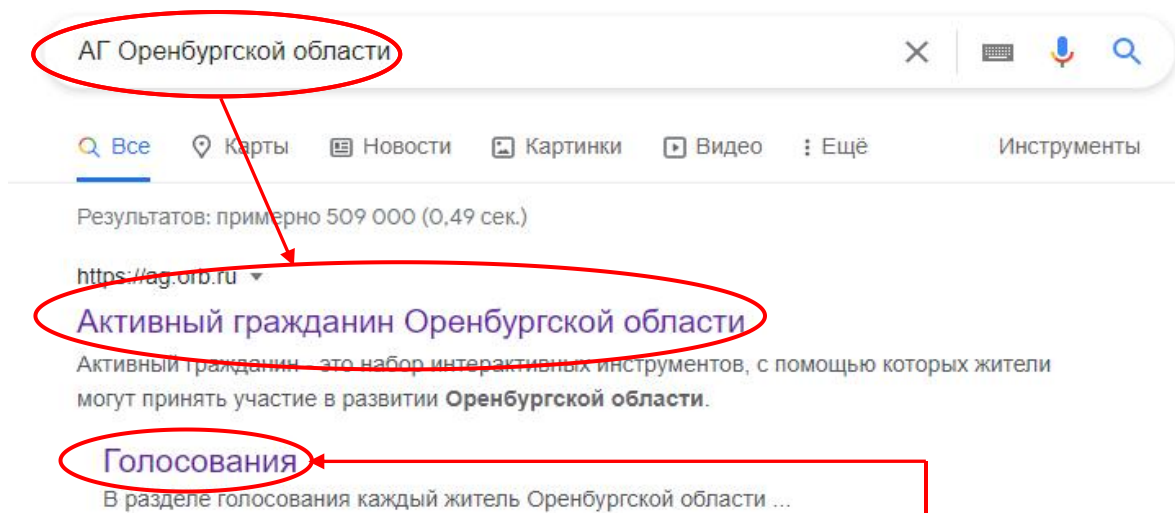 АГ Оренбургской области
Все Карты Новости Картинки Видео Ещё Инструменты
Результатов: примерно 509 000 (0,49 сек.)
https://ag.orb.ru
Активный гражданин Оренбургской области
Активный гражданин - это набор интерактивных инструментов, с помощью которых жители
могут принять участие в развитии Оренбургской области.
Голосования
В разделе голосования каждый житель Оренбургской области ...